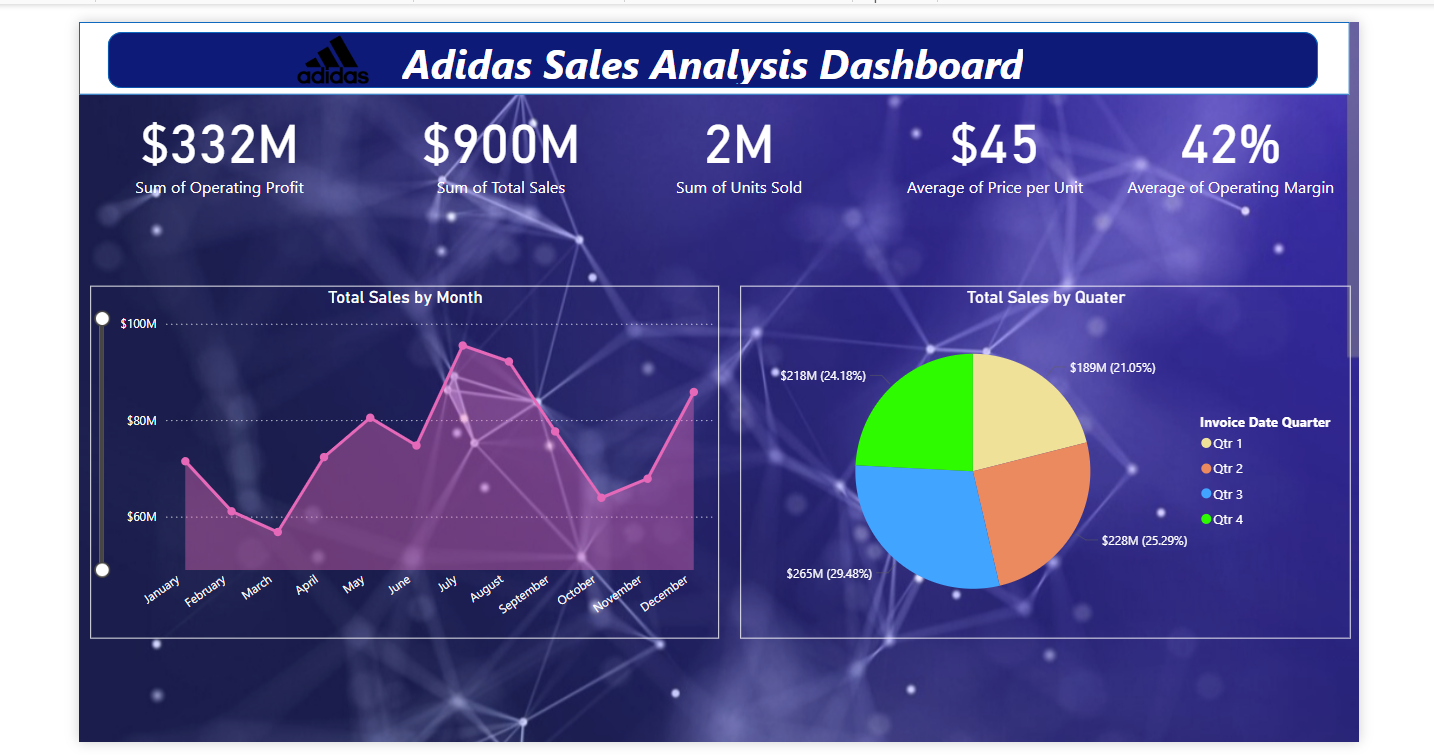 adidas
Adidas Sales Analysis Dashboard
$332M
Sum of Operating Profit
$900M
Sum of Total Sales
2M
Sum of Units Sold
$45
Average of Price per Unit
42%
Average of Operating Margin
Total Sales by Month
$100M
$80M
$60M
January
February
March
April
May
June
July
August
September
October
November
December
Total Sales by Quater
$218M (24.18%)
$189M (21.05%)
$265M (29.48%)
$228M (25.29%)
Invoice Date Quarter
Qtr 1
Qtr 2
Qtr 3
Qtr 4